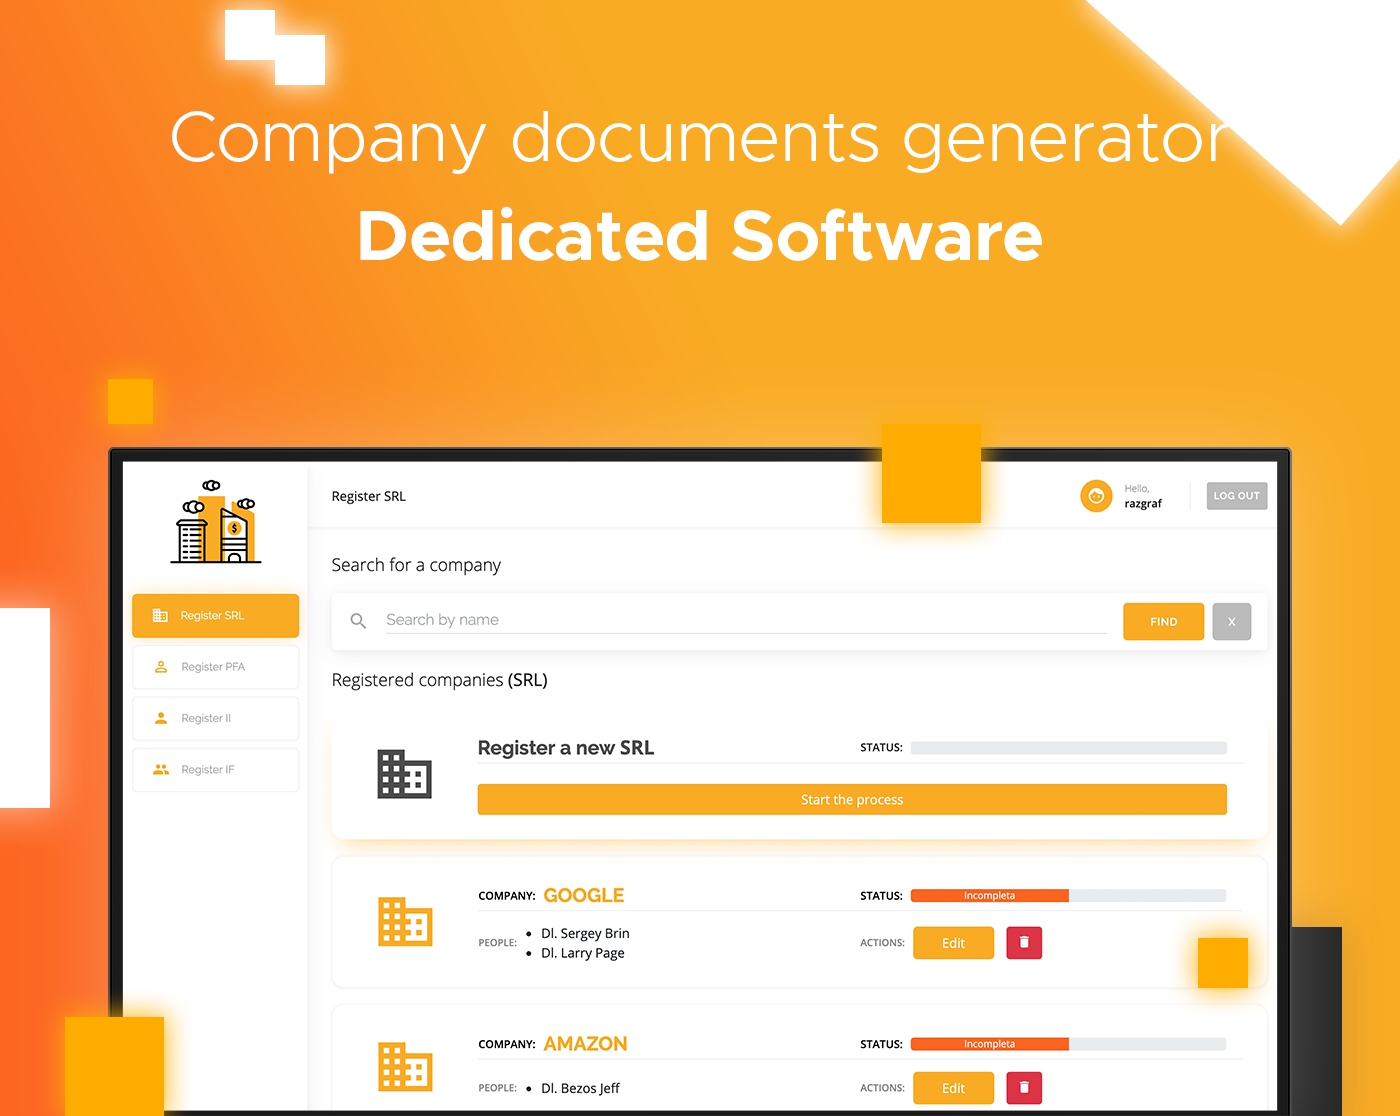 Company documents generator
Dedicated Software
Register SRL
Hello,
razgraf
LOG OUT
$
Register SRL
Register PFA
Register II
Register IF
Search for a company
Search by name
FIND
X
Registered companies (SRL)
Register a new SRL
STATUS:
Start the process
COMPANY: GOOGLE
STATUS: Incompleta
PEOPLE:
• Dl. Sergey Brin
• Dl. Larry Page
ACTIONS: Edit
COMPANY: AMAZON
STATUS: Incompleta
PEOPLE: • Dl. Bezos Jeff
ACTIONS: Edit